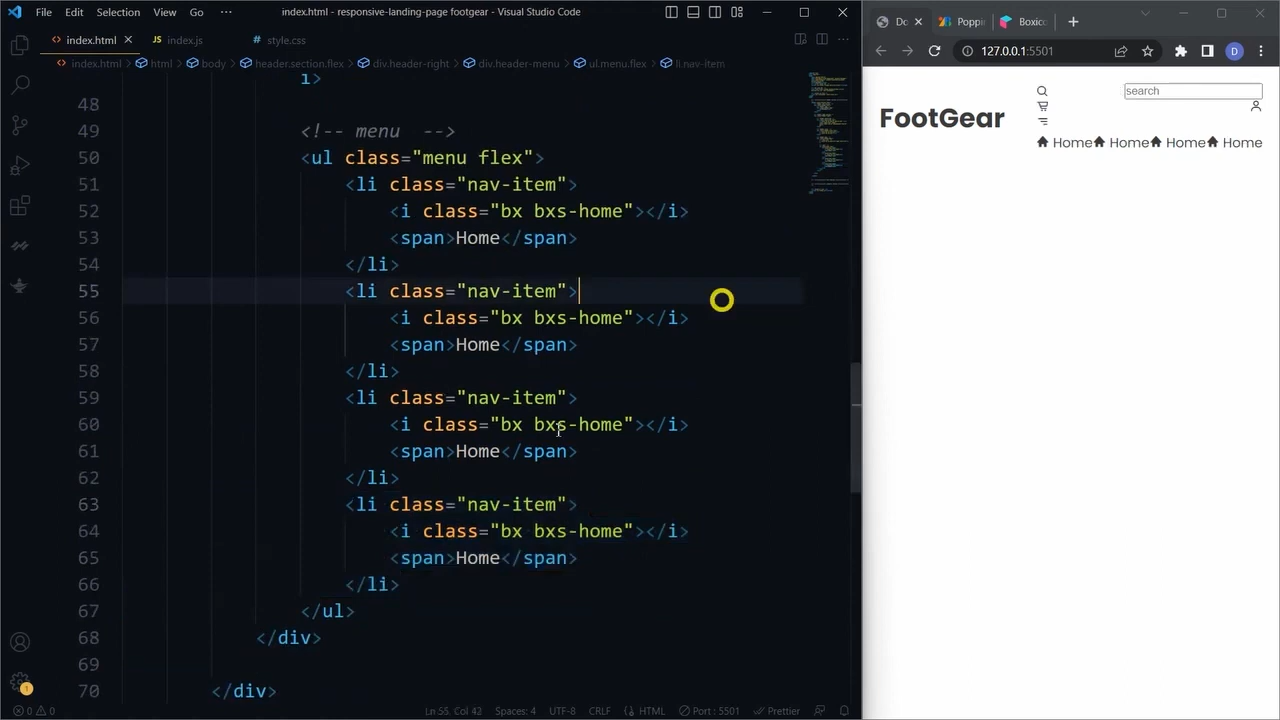 File Edit Selection View Go ··· index.html - responsive-landing-page footgear - Visual Studio Code
index.html JS index.js # style.css
index.html > html > body > header.section.flex > div.header-right > div.header-menu > ul.menu.flex > li.nav-item
i>
48
49 <!-- menu -->
50 <ul class="menu flex">
51 <li class="nav-item">
52 <i class="bx bxs-home"></i>
53 <span>Home</span>
54 </li>
55 <li class="nav-item">
56 <i class="bx bxs-home"></i>
57 <span>Home</span>
58 </li>
59 <li class="nav-item">
60 <i class="bx bxs-home"></i>
61 <span>Home</span>
62 </li>
63 <li class="nav-item">
64 <i class="bx bxs-home"></i>
65 <span>Home</span>
66 </li>
67 </ul>
68 </div>
69
70 </div>
1
0 0 Ln 55, Col 42 Spaces: 4 UTF-8 CRLF HTML Port : 5501 Prettier
Do Poppi Boxico
127.0.0.1:5501 D
search
FootGear
Home Home Home Home